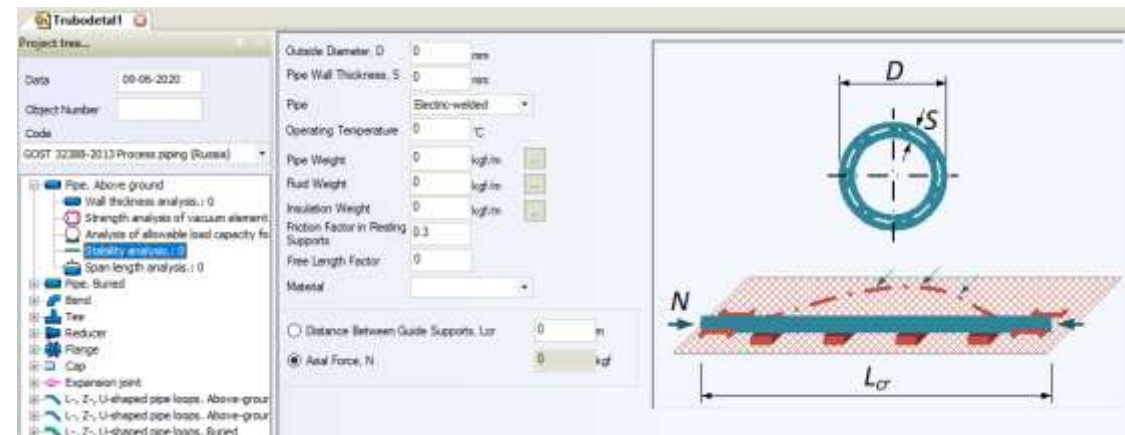 Trubodetal1
Project tree...
Data 09-06-2020
Object Number
Code
GOST 32388-2013 Process piping (Russia)
Pipe, Above ground
Wall thickness analysis.: 0
Strength analysis of vacuum element
Analysis of allowable load capacity fo
Stability analysis.: 0
Span length analysis.: 0
Pipe, Buried
Bend
Tee
Reducer
Flange
Cap
Expansion joint
L-, Z-, U-shaped pipe loops. Above-groun
L-, Z-, U-shaped pipe loops. Above-groun
L-, Z-, U-shaped pipe loops. Buried
Outside Diameter, D 0 mm
Pipe Wall Thickness, S 0 mm
Pipe Electric-welded
Operating Temperature 0 °C
Pipe Weight 0 kgf/m ...
Fluid Weight 0 kgf/m ...
Insulation Weight 0 kgf/m ...
Friction Factor in Resting
Supports 0.3
Free Length Factor 0
Material
Distance Between Guide Supports, Lcr 0 m
Axial Force, N 0 kgf
D
S
N
Lcr